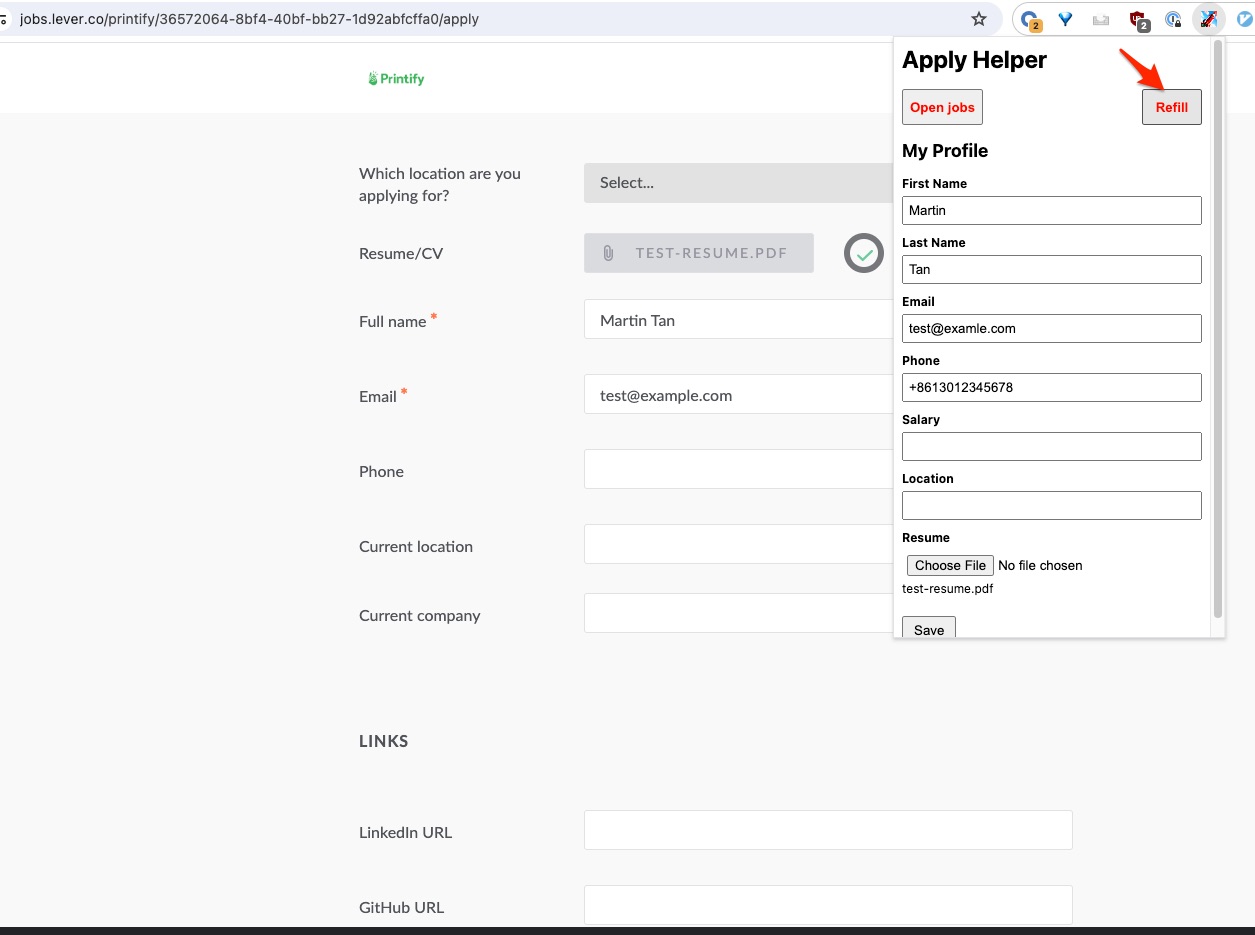 jobs.lever.co/printify/36572064-8bf4-40bf-bb27-1d92abfcffa0/apply
2
2
Printify
Which location are you
applying for?
Select...
Resume/CV
TEST-RESUME.PDF
Full name *
Martin Tan
Email *
test@example.com
Phone
Current location
Current company
LINKS
LinkedIn URL
GitHub URL
Apply Helper
Open jobs
Refill
My Profile
First Name
Martin
Last Name
Tan
Email
test@examle.com
Phone
+8613012345678
Salary
Location
Resume
Choose File No file chosen
test-resume.pdf
Save